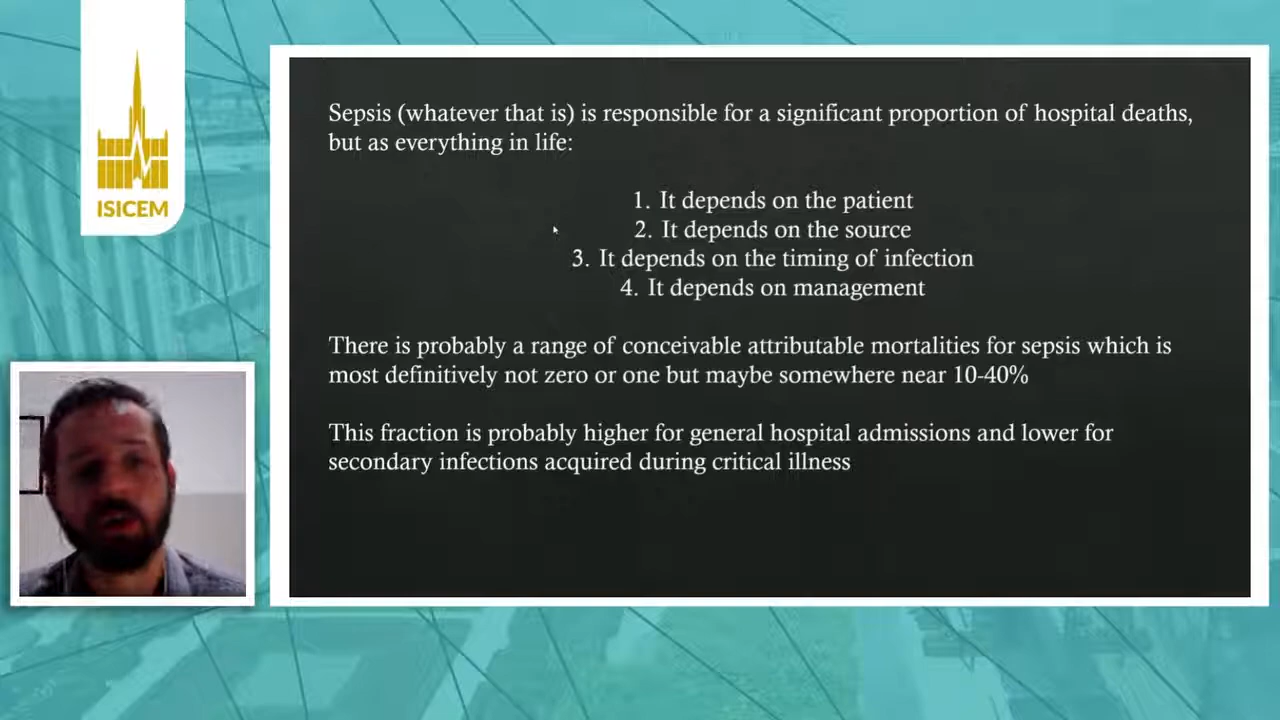 ISICEM
Sepsis (whatever that is) is responsible for a significant proportion of hospital deaths,
but as everything in life:
1. It depends on the patient
2. It depends on the source
3. It depends on the timing of infection
4. It depends on management
There is probably a range of conceivable attributable mortalities for sepsis which is
most definitively not zero or one but maybe somewhere near 10-40%
This fraction is probably higher for general hospital admissions and lower for
secondary infections acquired during critical illness